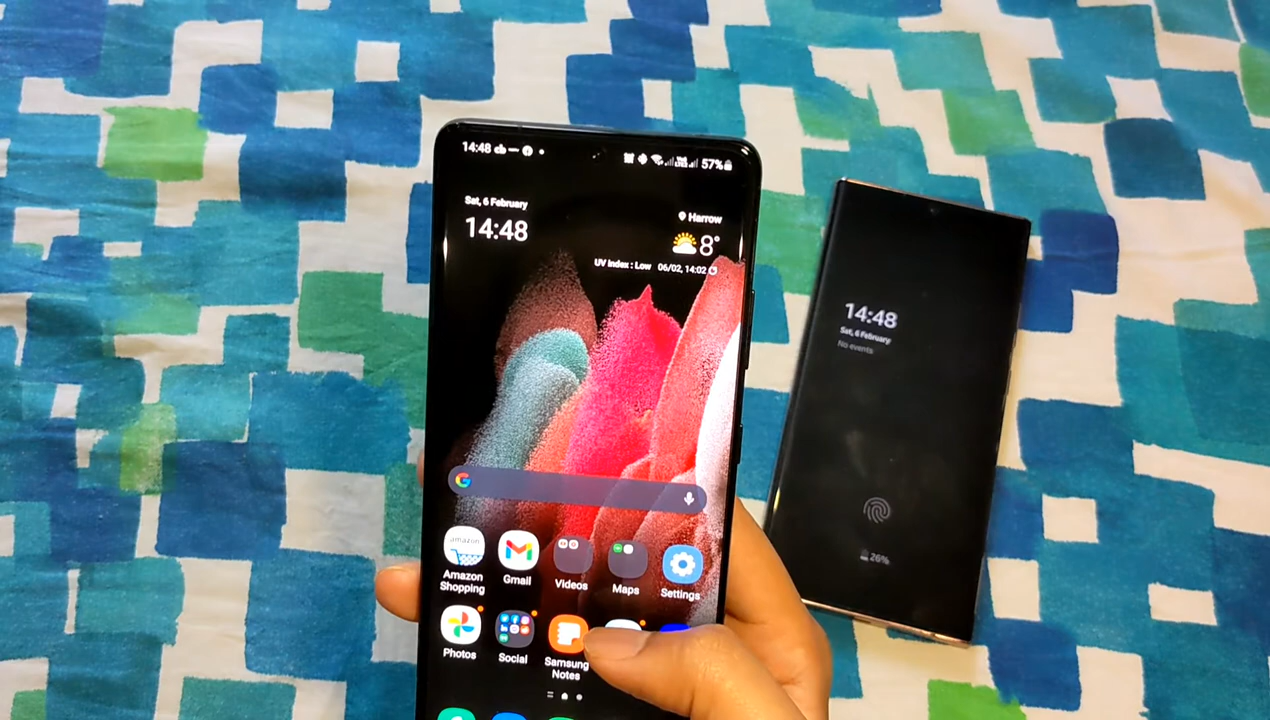 14:48
57%
Sat, 6 February
14:48
Harrow
8°
UV Index : Low 06/02, 14:02
G
amazon
Amazon Shopping
Gmail
Videos
Maps
Settings
Photos
Social
Samsung Notes
14:48
Sat, 6 February
No events
26%